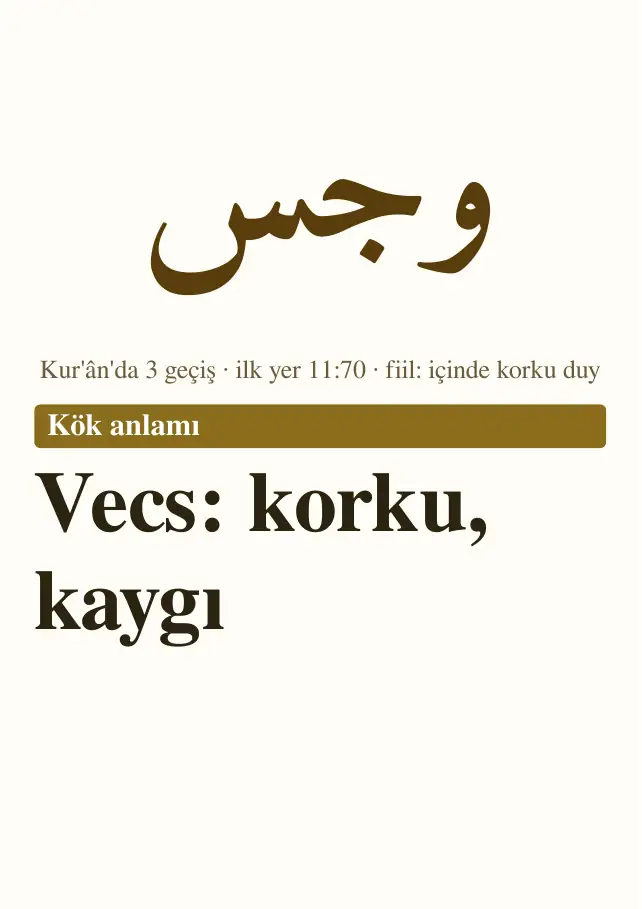 وجس
Kur'ân'da 3 geçiş · ilk yer 11:70 · fiil: içinde korku duy
Kök anlamı
Vecs: korku,
kaygı